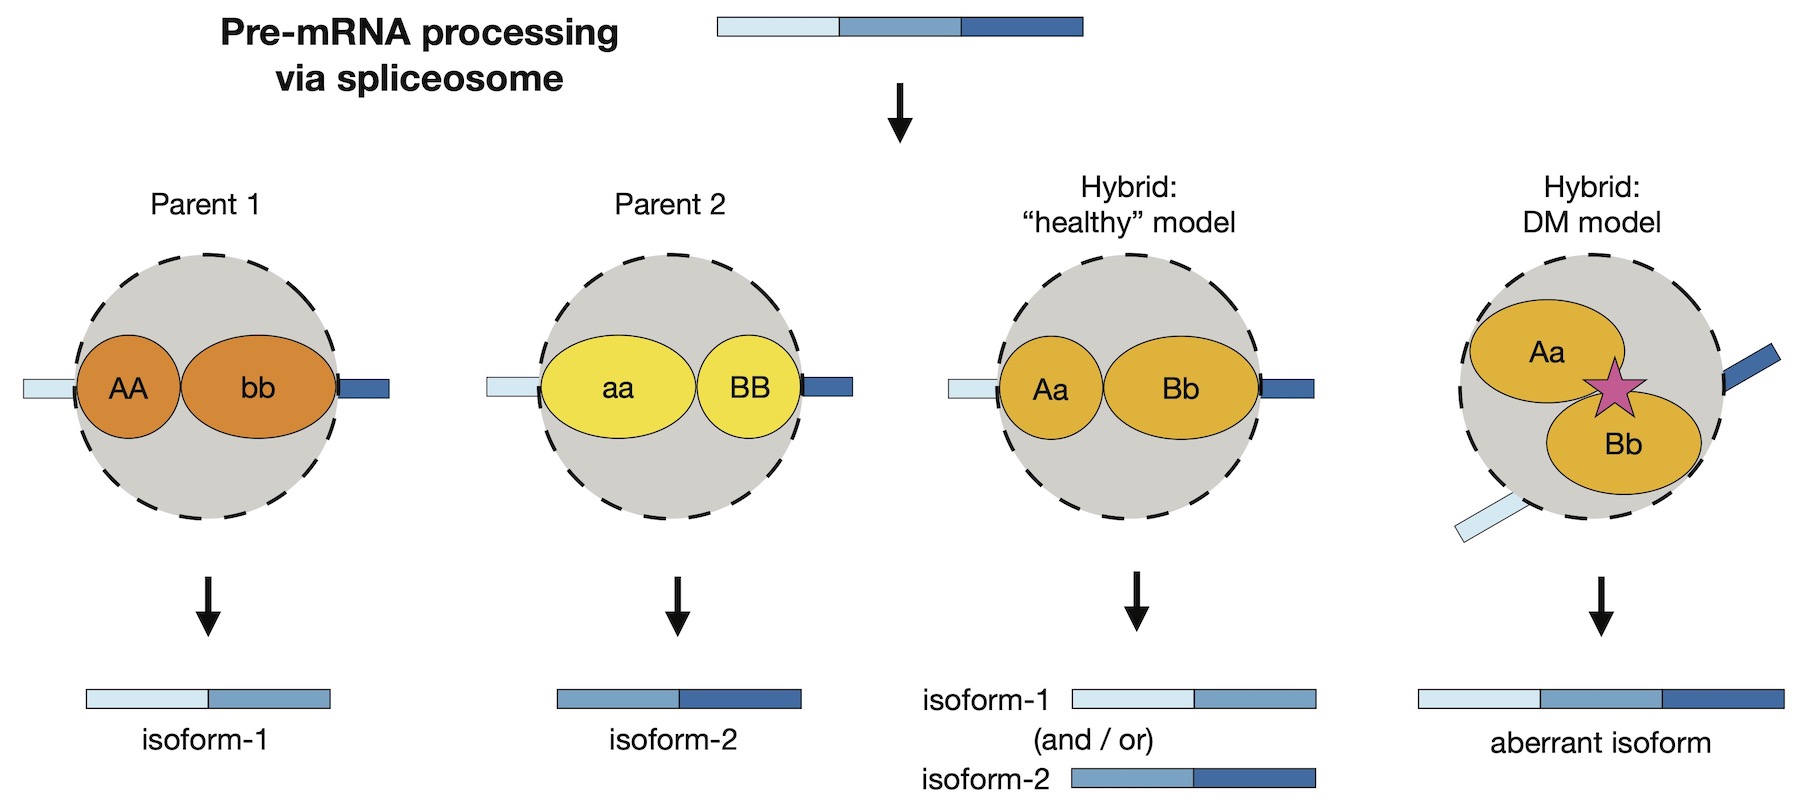 Pre-mRNA processing
via spliceosome
Parent 1
Parent 2
Hybrid:
“healthy” model
Hybrid:
DM model
AA
bb
aa
BB
Aa
Bb
Aa
Bb
isoform-1
isoform-2
isoform-1
(and / or)
isoform-2
aberrant isoform